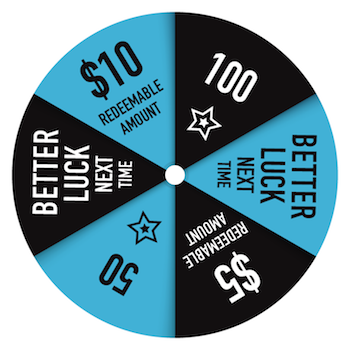 $10
REDEEMABLE
AMOUNT
100
BETTER
LUCK
NEXT
TIME
$5
REDEEMABLE
AMOUNT
50
BETTER
LUCK
NEXT
TIME